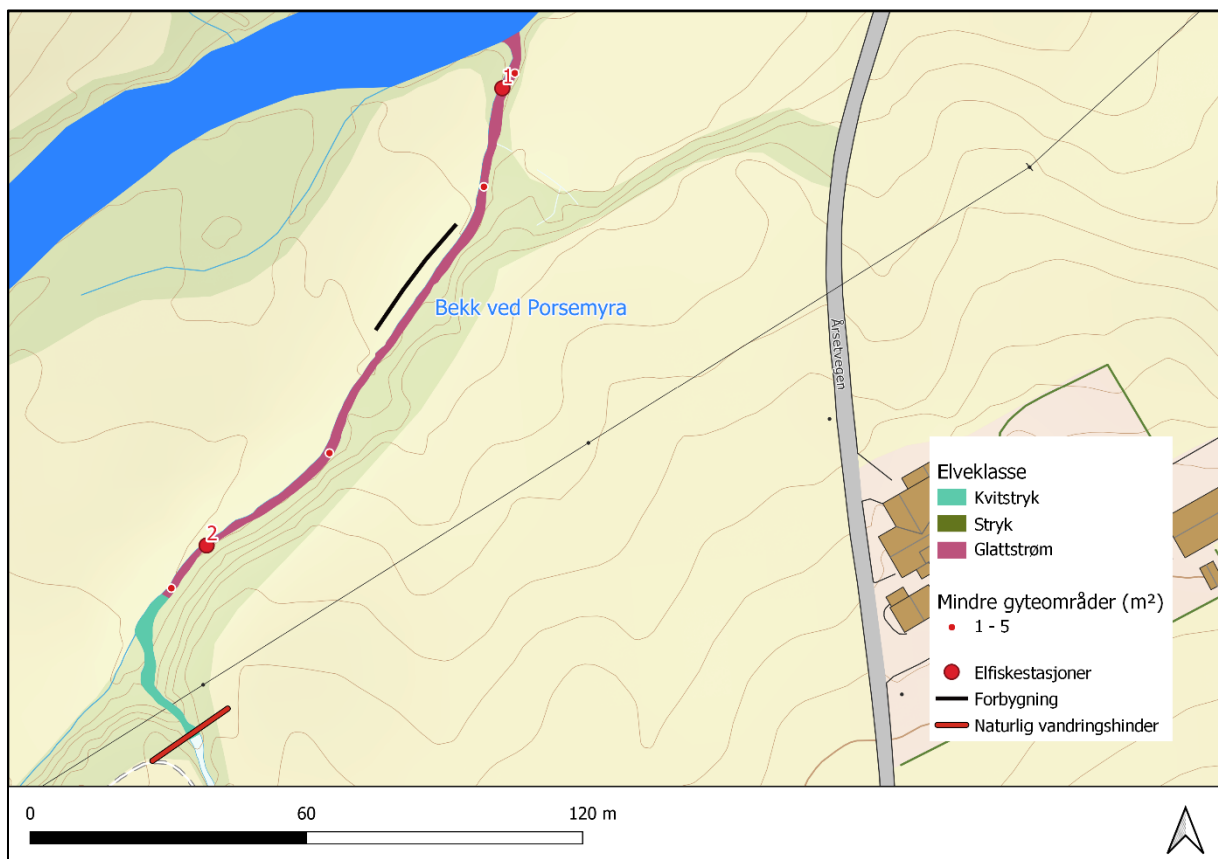 1
Bekk ved Porsemyra
Årsetvegen
2
Elveklasse
Kvitstryk
Stryk
Glattstrøm
Mindre gyteområder (m²)
1 - 5
Elfiskestasjoner
Forbygning
Naturlig vandringshinder
0 60 120 m